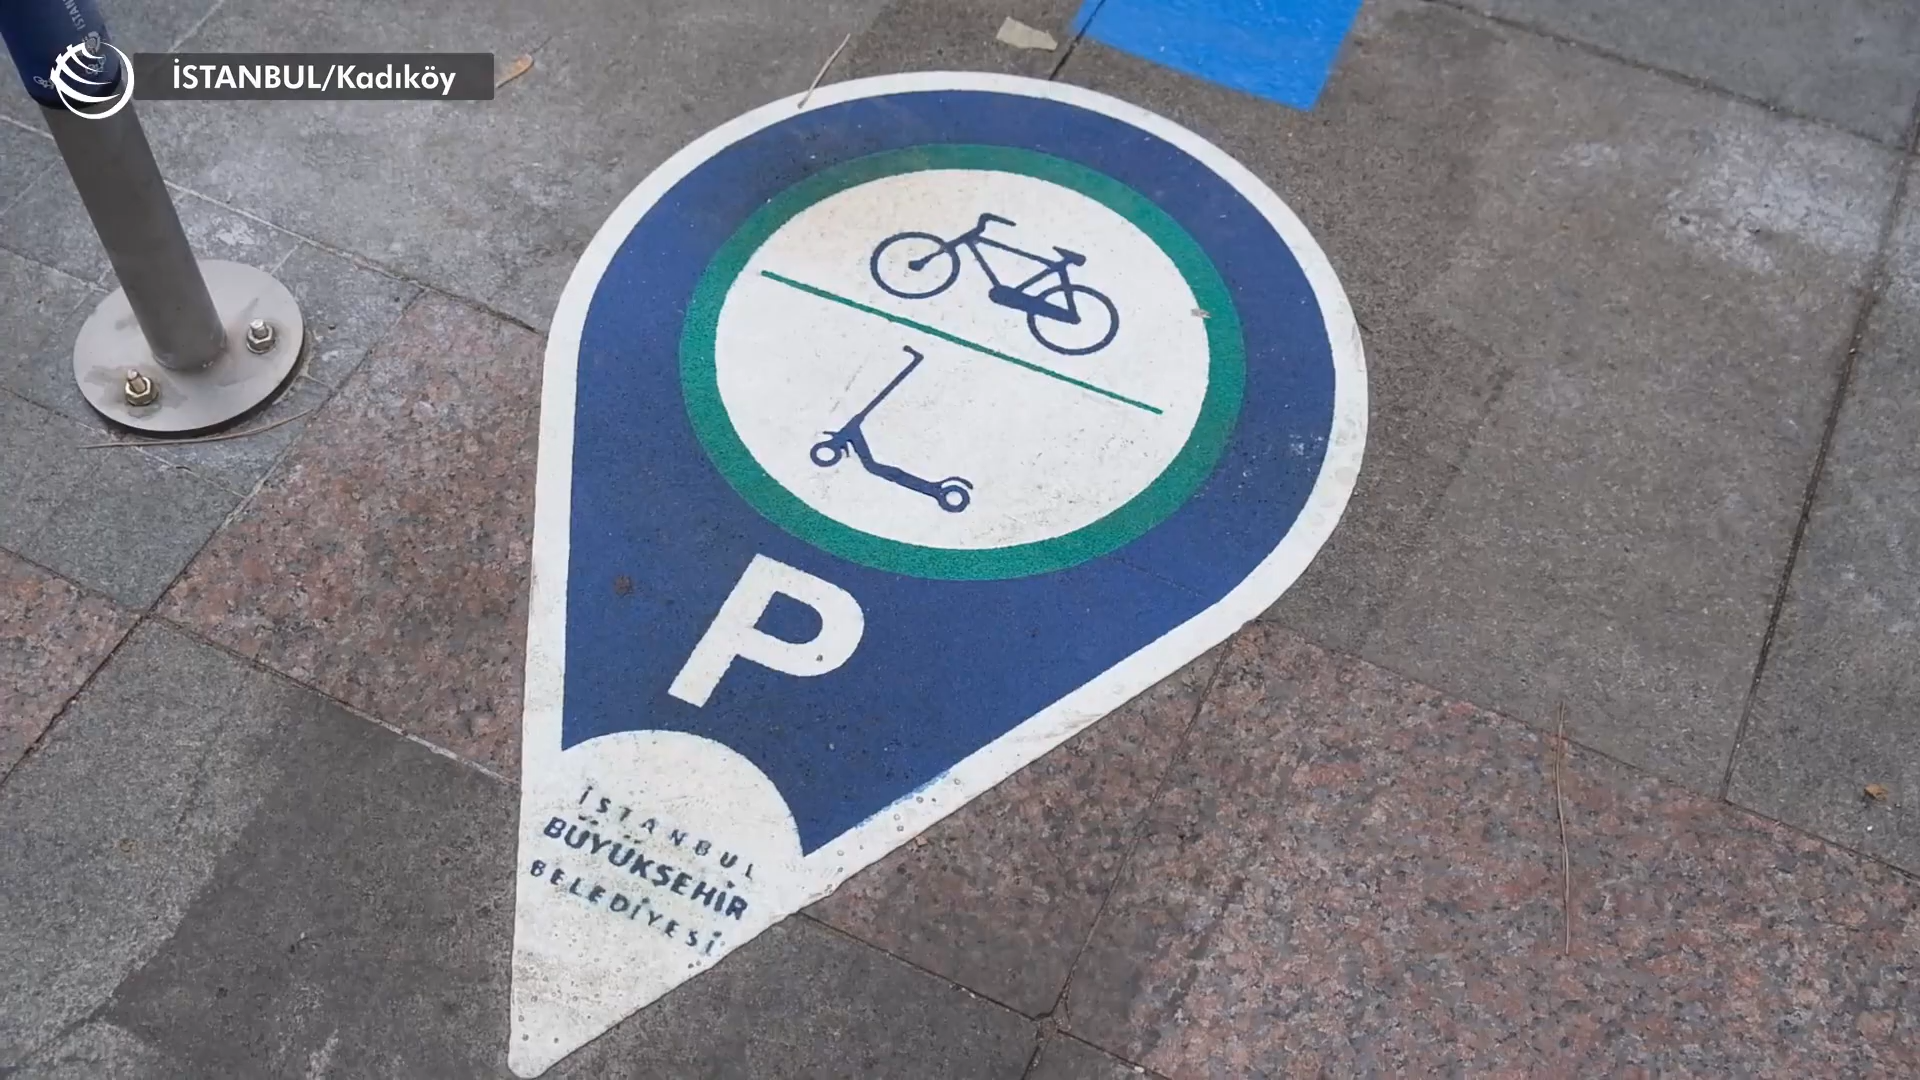 İSTANBUL/Kadıköy
P
İSTANBUL
BÜYÜKŞEHİR
BELEDİYESİ